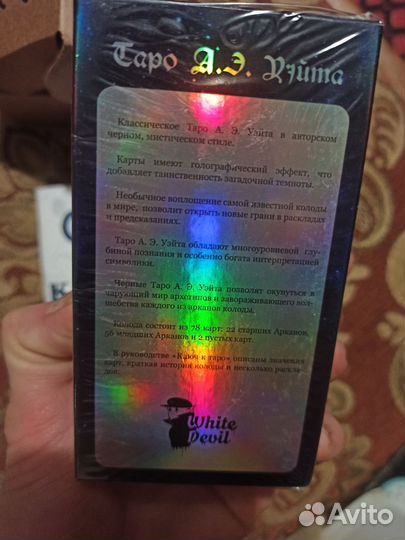 Таро А.Э. Уэйта
Классическое Таро А. Э. Уэйта в авторском
черном, мистическом стиле.
Карты имеют голографический эффект, что
добавляет таинственность загадочной темноты.
Необычное воплощение самой известной колоды
в мире, позволит открыть новые грани в раскладах
и предсказаниях.
Таро А. Э. Уэйта обладают многоуровневой глу-
биной познания и особенно богата интерпретацией
символики.
Черные Таро А. Э. Уэйта позволят окунуться в
чарующий мир архетипов и завораживающего вол-
шебства каждого из арканов колоды.
Колода состоит из 78 карт: 22 старших Арканов,
56 младших Арканов и 2 пустых карт.
В руководстве «Ключ к таро» описаны значения
карт, краткая история колоды и несколько раскла-
дов.
White
Devil
Avito